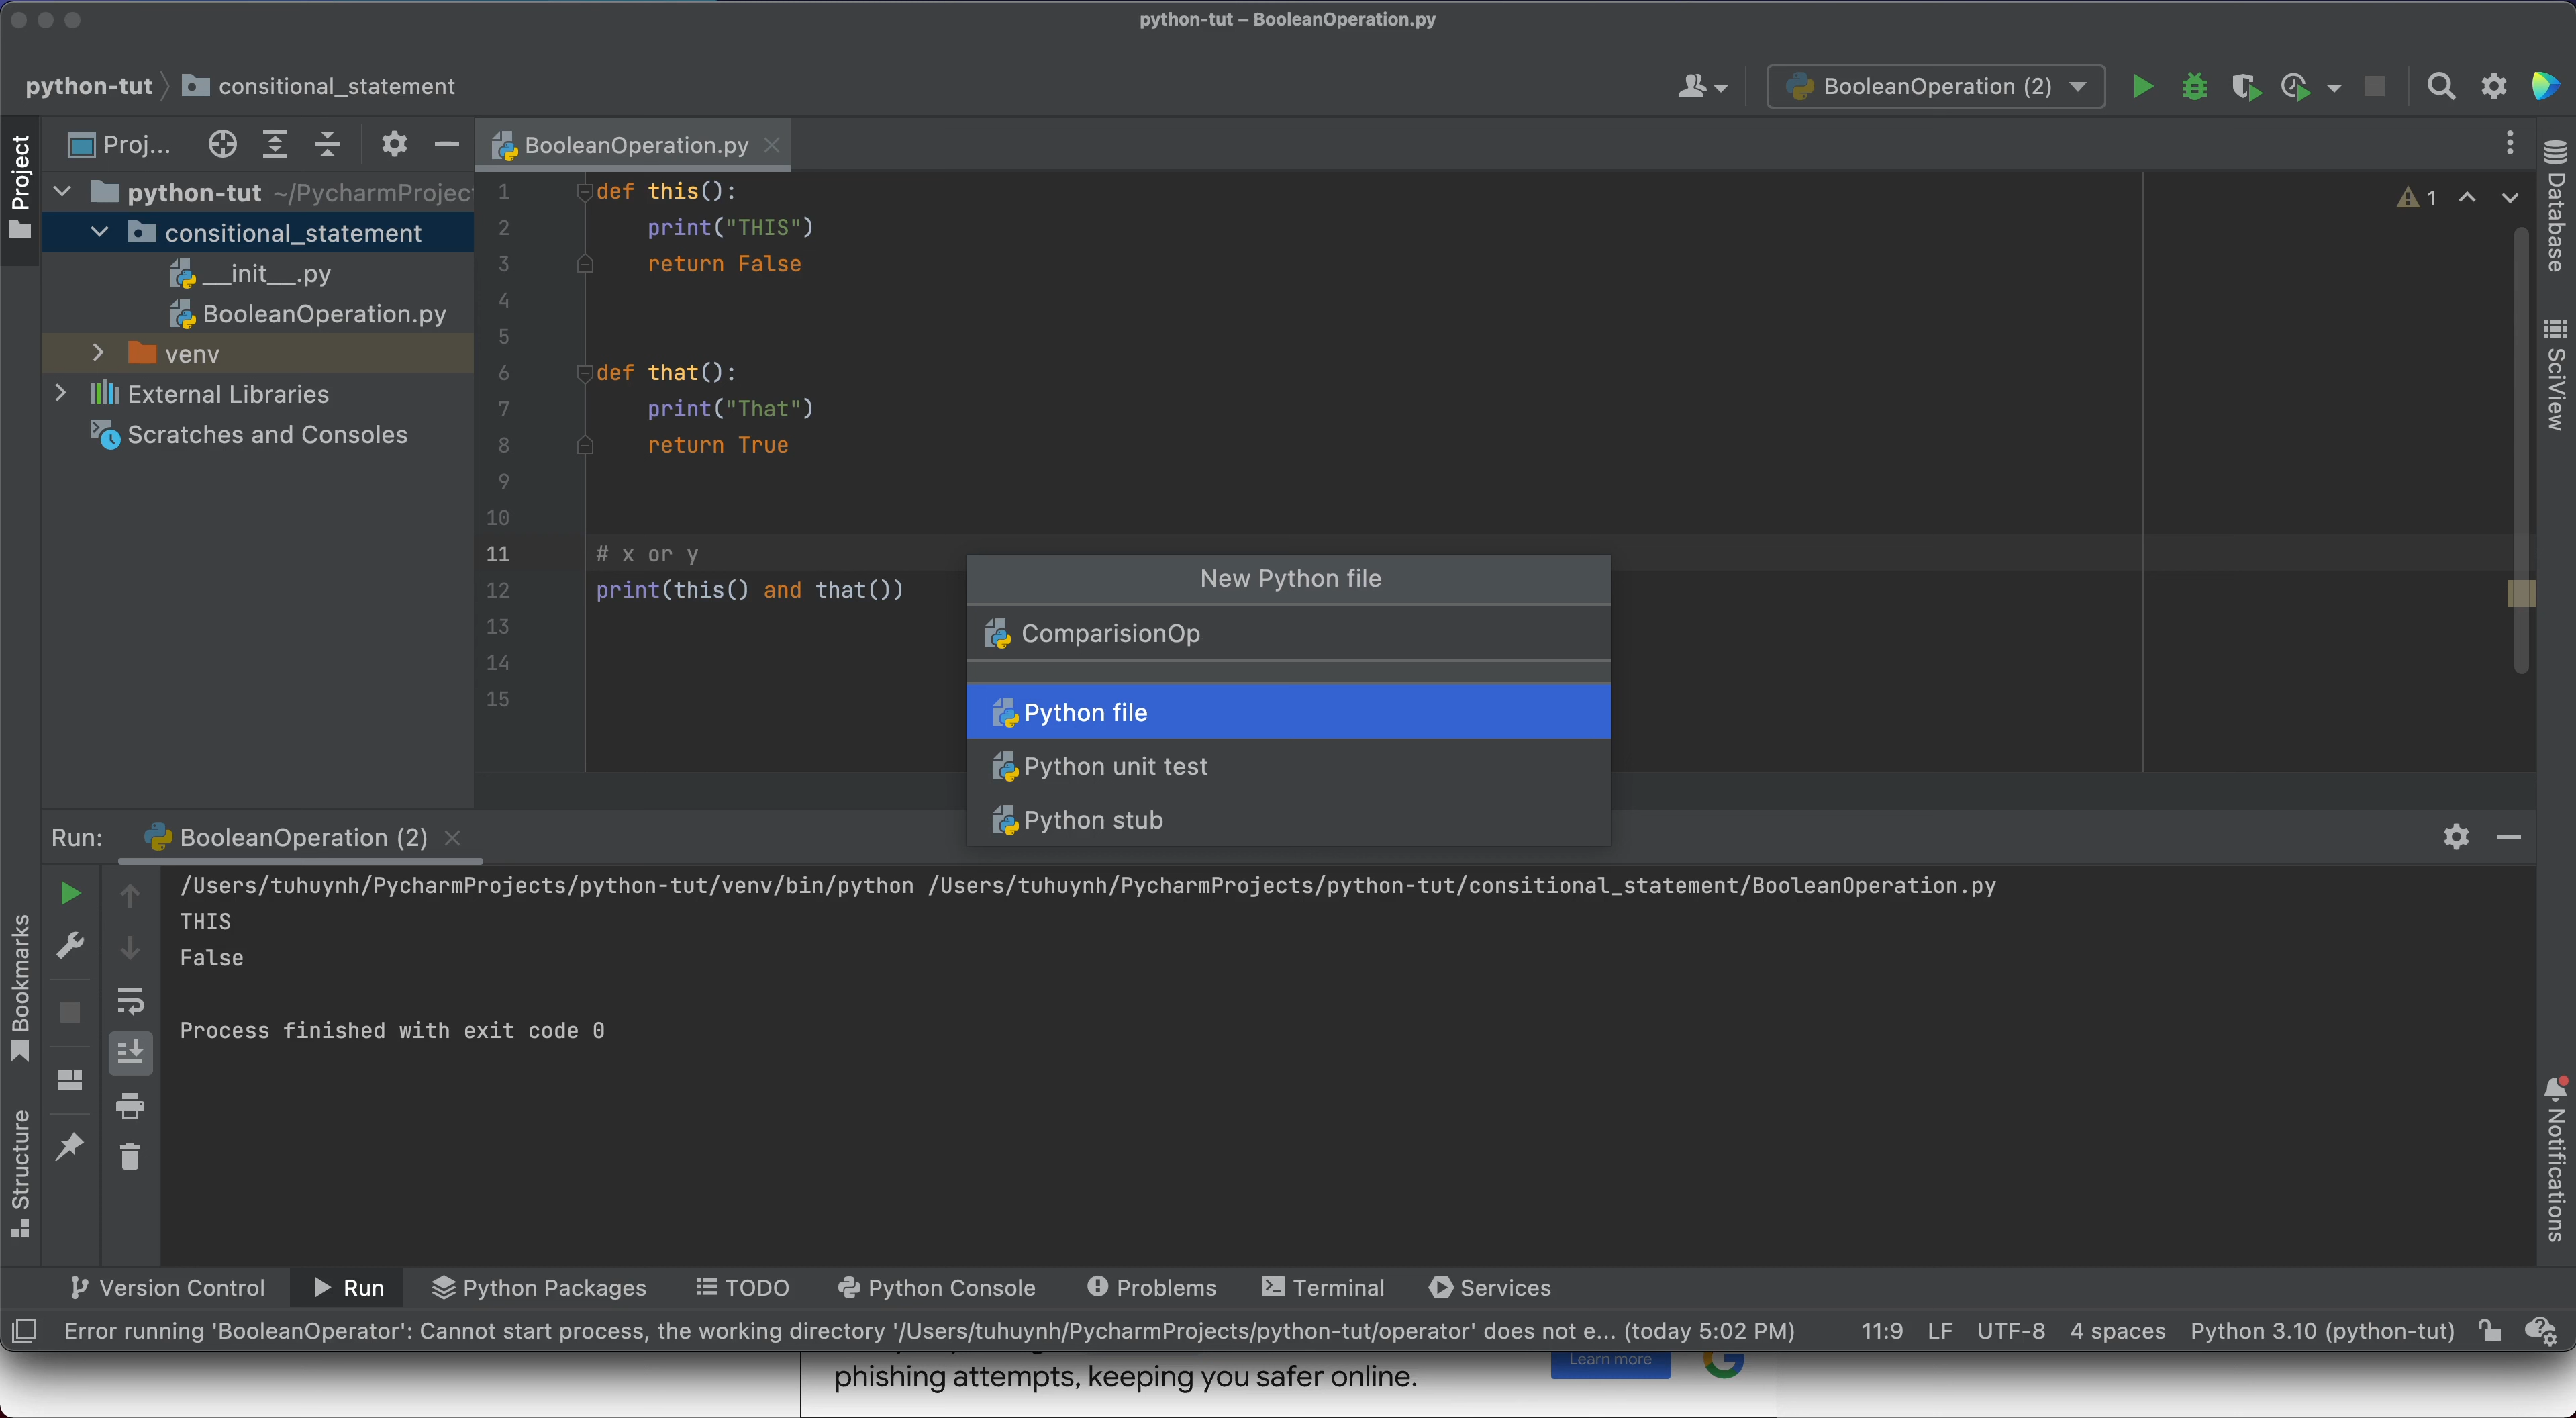 python-tut – BooleanOperation.py
python-tut
consitional_statement
BooleanOperation (2)
Project
Proj...
BooleanOperation.py
python-tut ~/PycharmProject
consitional_statement
__init__.py
BooleanOperation.py
venv
External Libraries
Scratches and Consoles
1 def this():
2 print("THIS")
3 return False
4
5
6 def that():
7 print("That")
8 return True
9
10
11 # x or y
12 print(this() and that())
13
14
15
1
Database
SciView
New Python file
ComparisionOp
Python file
Python unit test
Python stub
Run: BooleanOperation (2)
/Users/tuhuynh/PycharmProjects/python-tut/venv/bin/python /Users/tuhuynh/PycharmProjects/python-tut/consitional_statement/BooleanOperation.py
THIS
False
Process finished with exit code 0
Bookmarks
Structure
Notifications
Version Control
Run
Python Packages
TODO
Python Console
Problems
Terminal
Services
Error running 'BooleanOperator': Cannot start process, the working directory '/Users/tuhuynh/PycharmProjects/python-tut/operator' does not e... (today 5:02 PM)
11:9 LF UTF-8 4 spaces Python 3.10 (python-tut)
phishing attempts, keeping you safer online.
Learn more